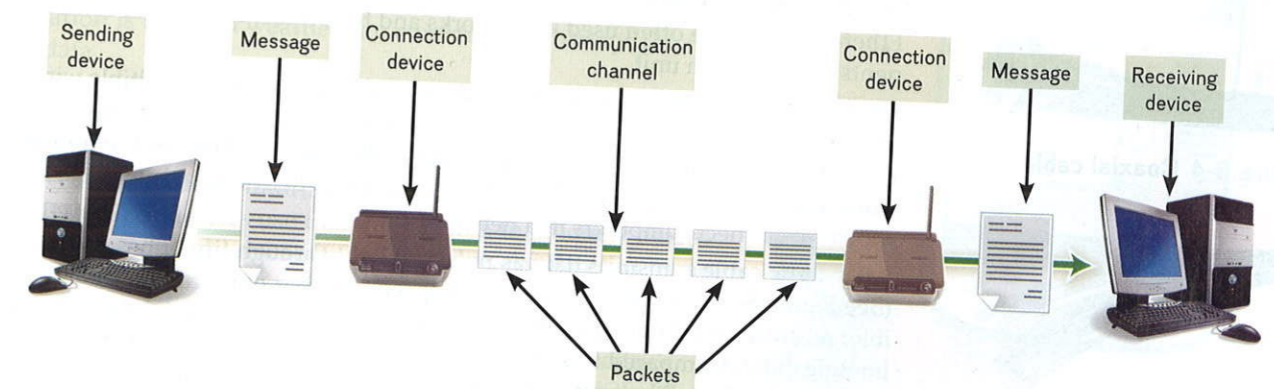 Sending
device
Message
Connection
device
Communication
channel
Connection
device
Message
Receiving
device
Packets